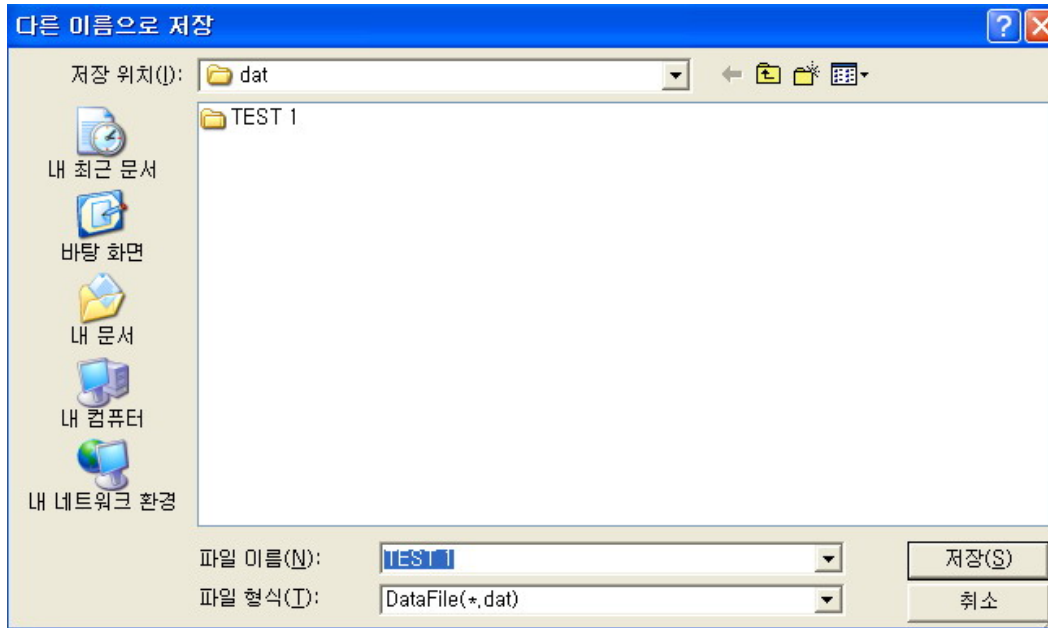 다른 이름으로 저장
저장 위치(I): dat
TEST 1
내 최근 문서
바탕 화면
내 문서
내 컴퓨터
내 네트워크 환경
파일 이름(N): TEST 1 저장(S)
파일 형식(T): DataFile(*,dat) 취소